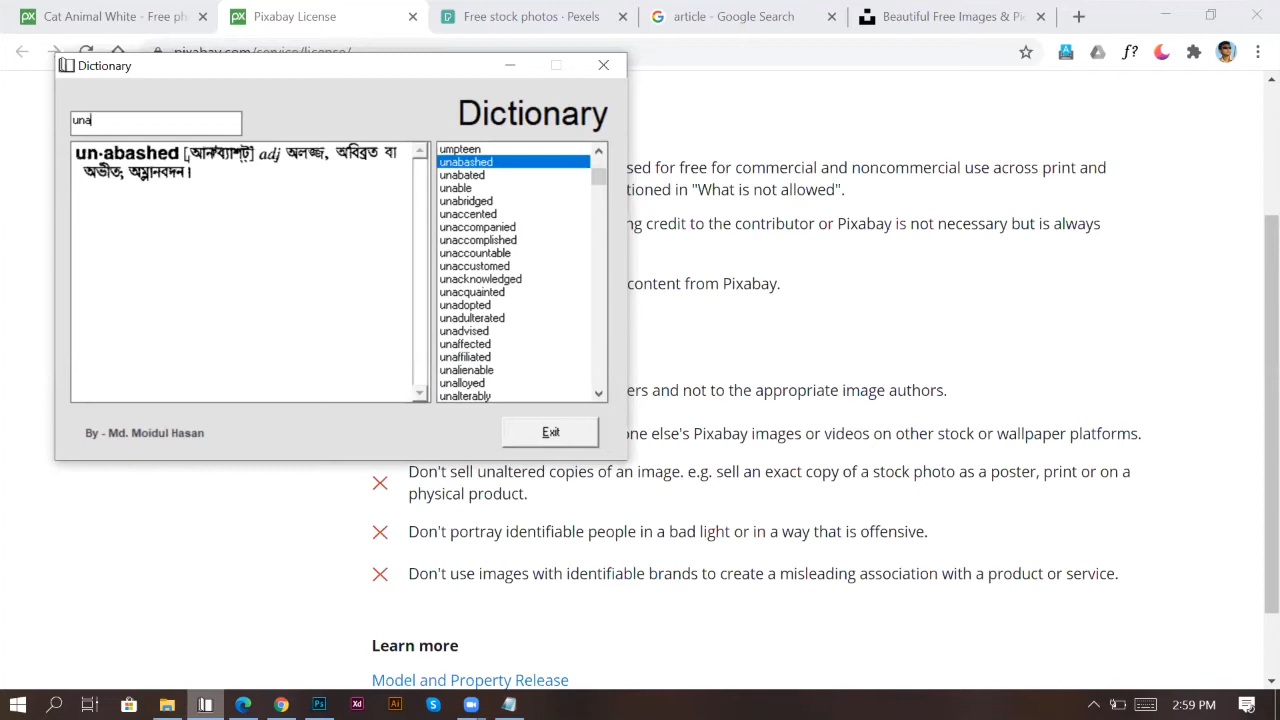 Cat Animal White - Free ph
Pixabay License
Free stock photos · Pexels
article - Google Search
Beautiful Free Images & Pi
pixabay.com/service/license/
f?
Dictionary
una
Dictionary
un·abashed [আনˈব্যাশ্‌ট্] adj অলজ্জ, অবিব্রত বা
অভীত; অম্লানবদন।
umpteen
unabashed
unabated
unable
unabridged
unaccented
unaccompanied
unaccomplished
unaccountable
unaccustomed
unacknowledged
unacquainted
unadopted
unadulterated
unadvised
unaffected
unaffiliated
unalienable
unalloyed
unalterably
By - Md. Moidul Hasan
Exit
sed for free for commercial and noncommercial use across print and
tioned in "What is not allowed".
ng credit to the contributor or Pixabay is not necessary but is always
content from Pixabay.
ers and not to the appropriate image authors.
one else's Pixabay images or videos on other stock or wallpaper platforms.
Don't sell unaltered copies of an image. e.g. sell an exact copy of a stock photo as a poster, print or on a
physical product.
Don't portray identifiable people in a bad light or in a way that is offensive.
Don't use images with identifiable brands to create a misleading association with a product or service.
Learn more
Model and Property Release
Ps
Xd
Ai
2:59 PM